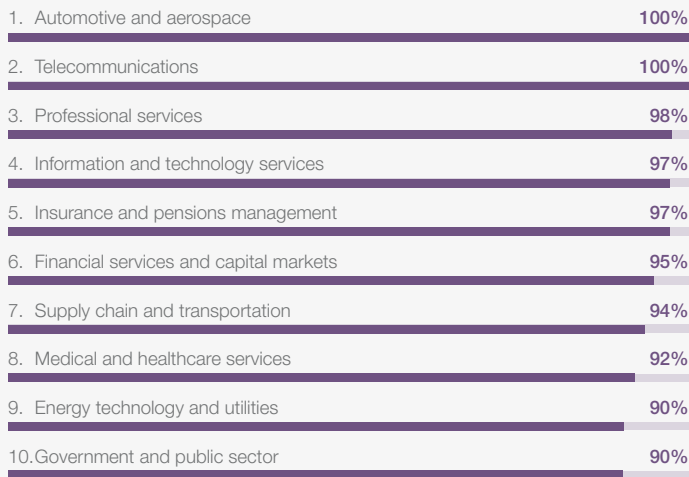 1. Automotive and aerospace 100%
2. Telecommunications 100%
3. Professional services 98%
4. Information and technology services 97%
5. Insurance and pensions management 97%
6. Financial services and capital markets 95%
7. Supply chain and transportation 94%
8. Medical and healthcare services 92%
9. Energy technology and utilities 90%
10. Government and public sector 90%